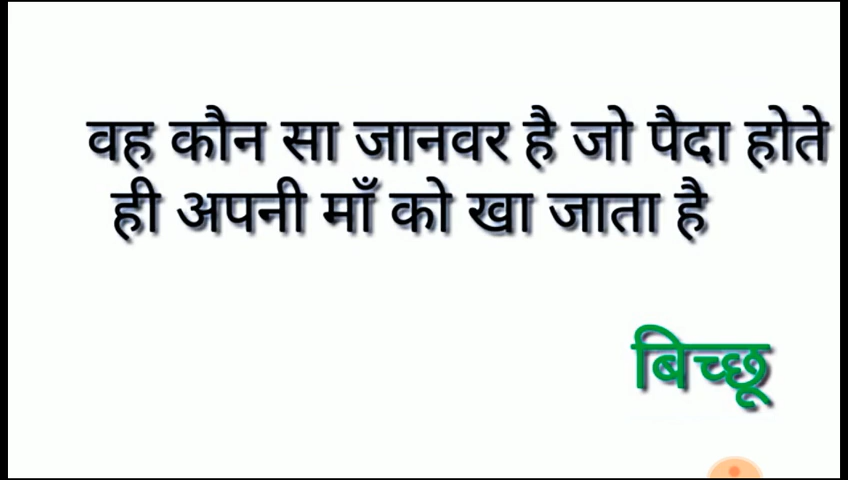 वह कौन सा जानवर है जो पैदा होते
ही अपनी माँ को खा जाता है
बिच्छू